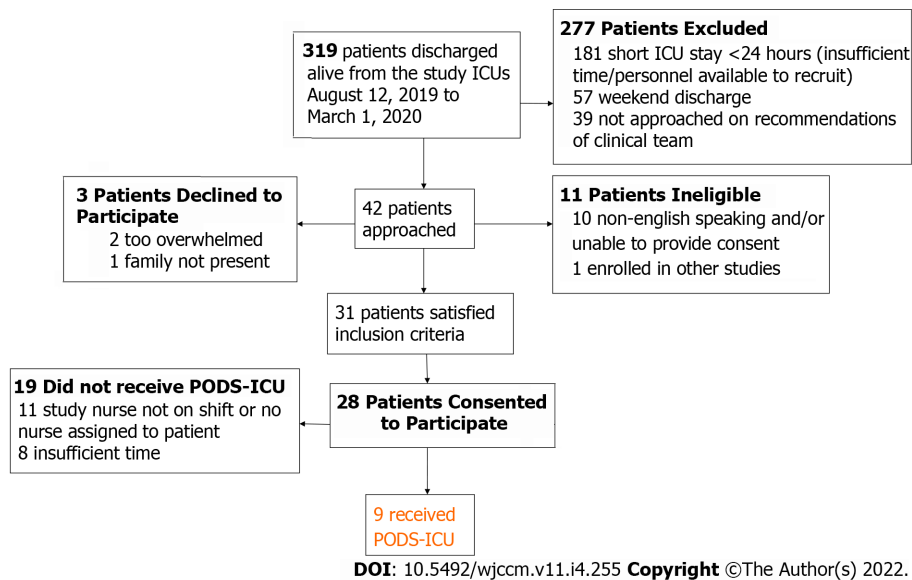 319 patients discharged
alive from the study ICUs
August 12, 2019 to
March 1, 2020
277 Patients Excluded
181 short ICU stay <24 hours (insufficient
time/personnel available to recruit)
57 weekend discharge
39 not approached on recommendations
of clinical team
3 Patients Declined to
Participate
2 too overwhelmed
1 family not present
42 patients
approached
11 Patients Ineligible
10 non-english speaking and/or
unable to provide consent
1 enrolled in other studies
31 patients satisfied
inclusion criteria
19 Did not receive PODS-ICU
11 study nurse not on shift or no
nurse assigned to patient
8 insufficient time
28 Patients Consented
to Participate
9 received
PODS-ICU
DOI: 10.5492/wjccm.v11.i4.255 Copyright ©The Author(s) 2022.